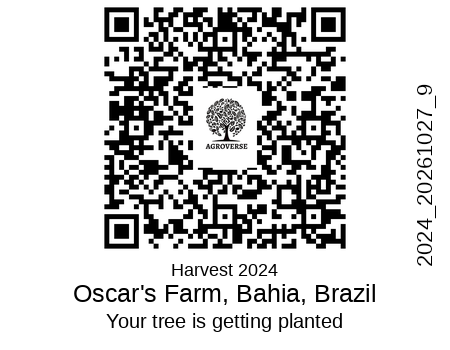 AGROVERSE
Harvest 2024
Oscar's Farm, Bahia, Brazil
Your tree is getting planted
2024_20261027_9